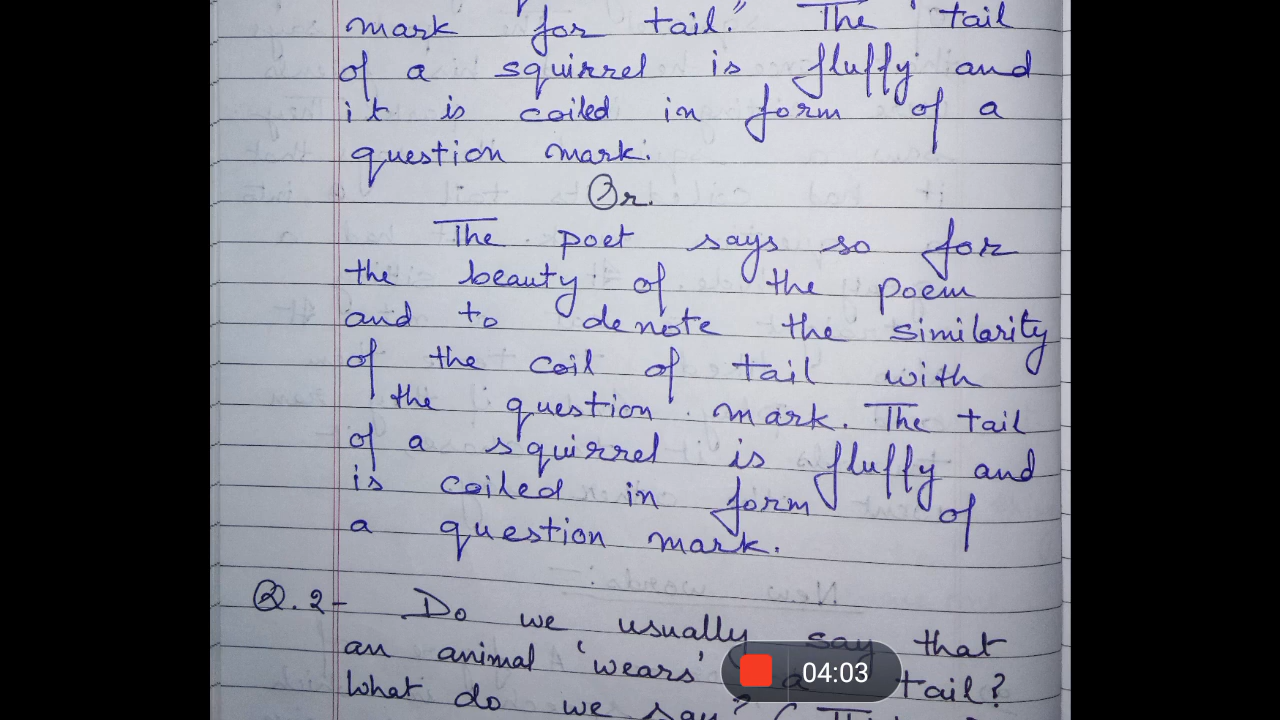 mark for tail." The tail
of a squirrel is fluffy and
it is coiled in form of a
question mark.
Or.
The poet says so for
the beauty of the poem
and to denote the similarity
of the coil of tail with
the question mark. The tail
of a squirrel is fluffy and
is coiled in form of
a question mark.
Q.2- Do we usually say that
an animal 'wears' a tail?
What do we say?
04:03